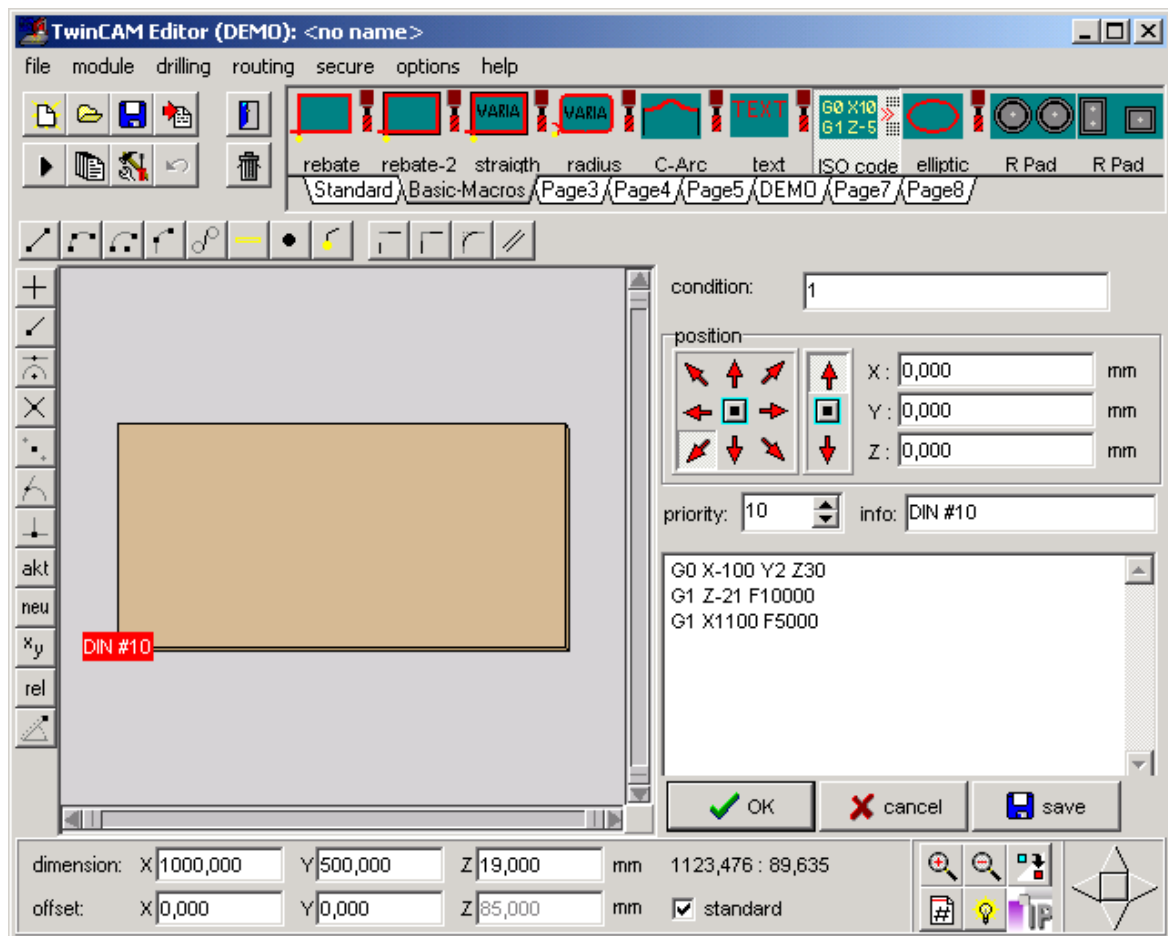 TwinCAM Editor (DEMO): <no name>
file module drilling routing secure options help
VARIA VARIA TEXT G0 X10
G1 Z-5
rebate rebate-2 straigth radius C-Arc text ISO code elliptic R Pad R Pad
Standard Basic-Macros Page3 Page4 Page5 DEMO Page7 Page8
condition: 1
position
X : 0,000 mm
Y : 0,000 mm
Z : 0,000 mm
priority: 10 info: DIN #10
G0 X-100 Y2 Z30
G1 Z-21 F10000
G1 X1100 F5000
akt
neu
xy
rel
DIN #10
OK cancel save
dimension: X 1000,000 Y 500,000 Z 19,000 mm 1123,476 : 89,635
offset: X 0,000 Y 0,000 Z 85,000 mm standard
# IP